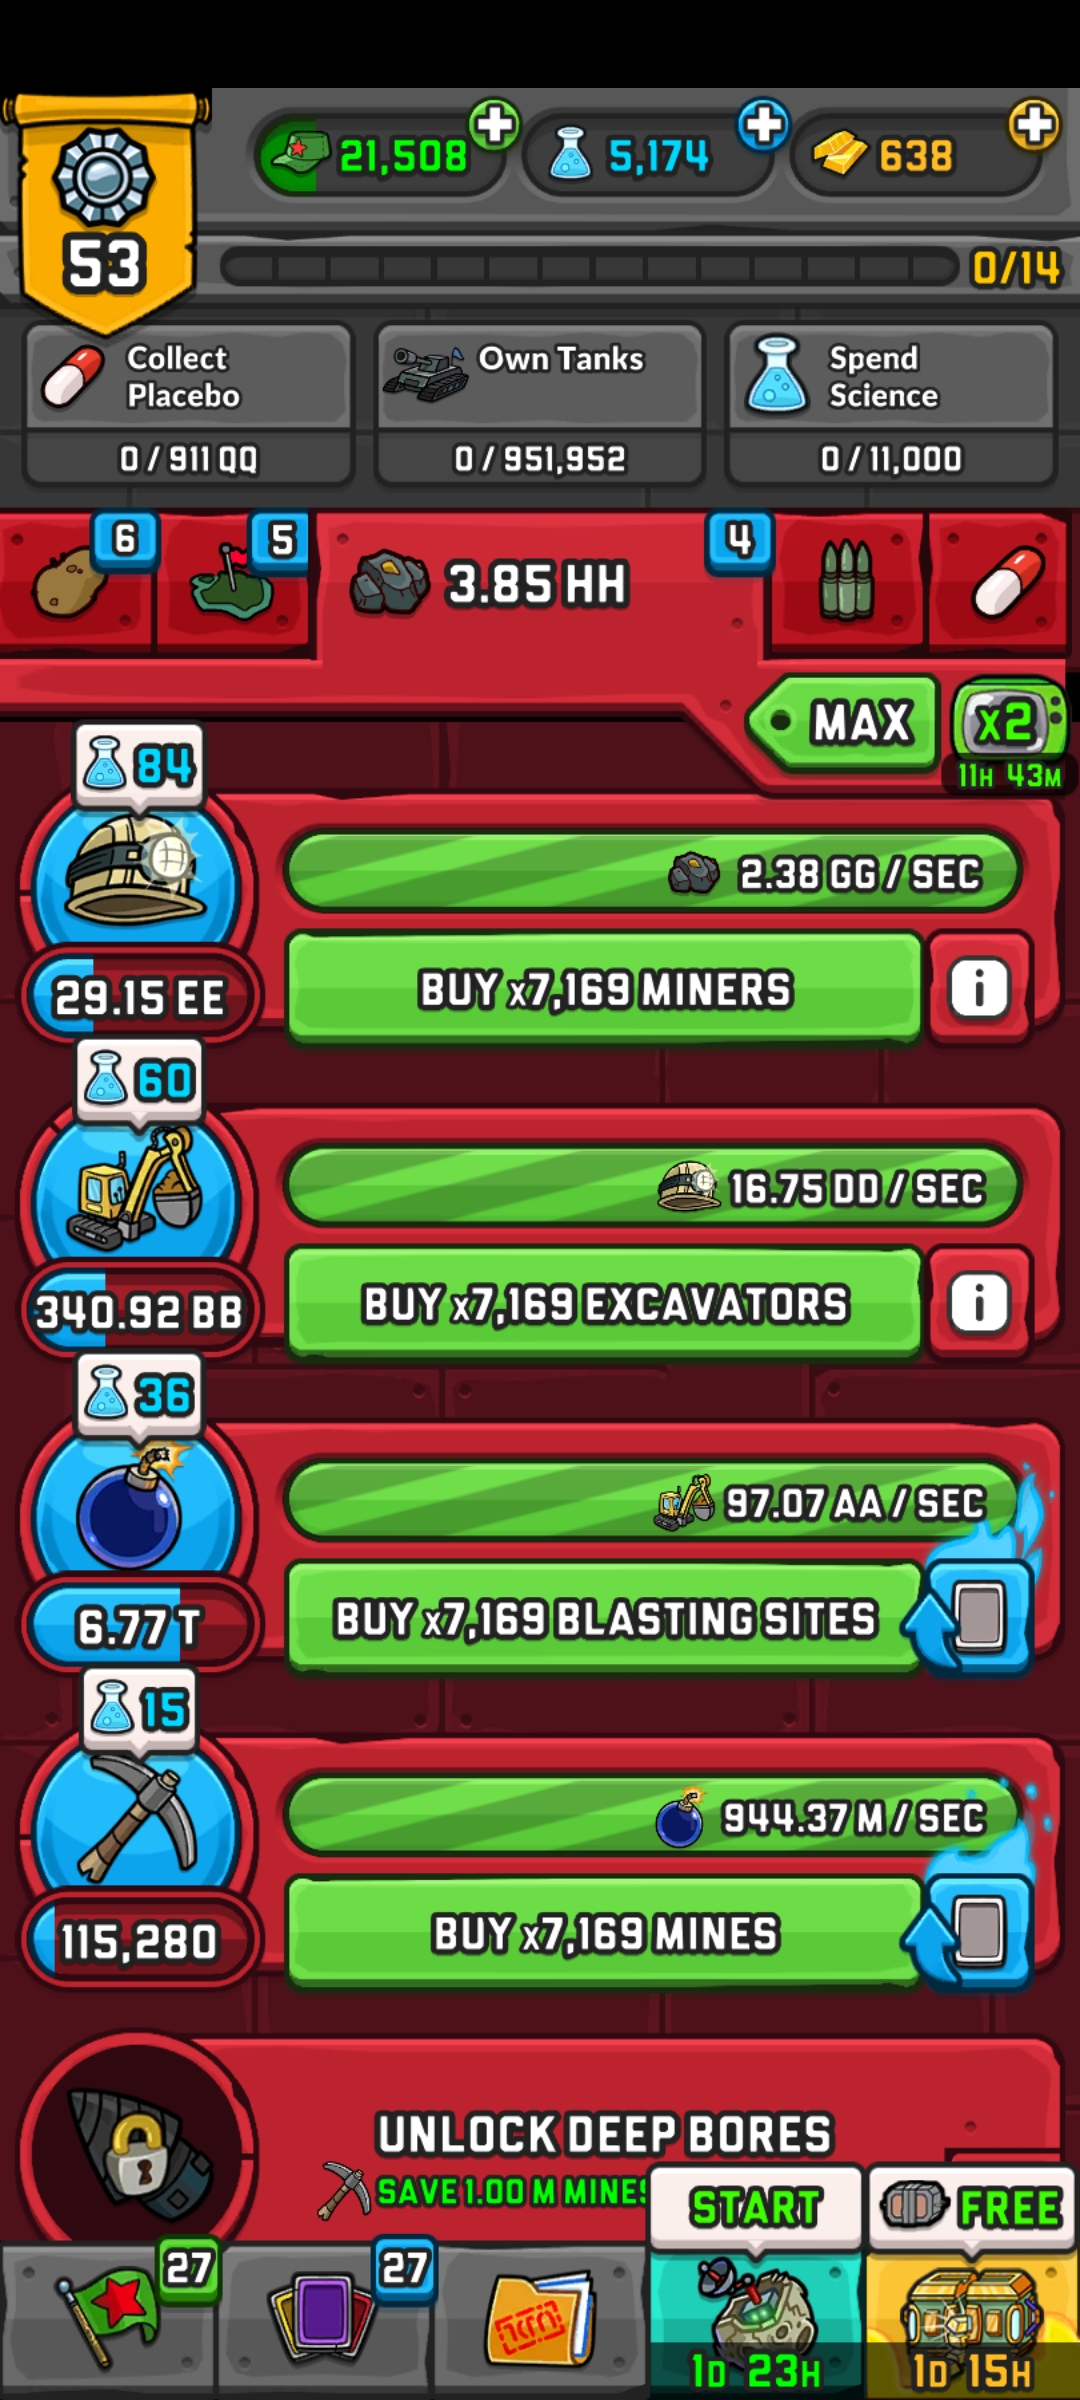 53
21,508
5,174
638
0/14
Collect
Placebo
0 / 911 QQ
Own Tanks
0 / 951,952
Spend
Science
0 / 11,000
6
5
3.85 HH
4
MAX
x2
11H 43M
84
2.38 GG / SEC
29.15 EE
BUY x7,169 MINERS
i
60
16.75 DD / SEC
340.92 BB
BUY x7,169 EXCAVATORS
i
36
97.07 AA / SEC
6.77 T
BUY x7,169 BLASTING SITES
15
944.37 M / SEC
115,280
BUY x7,169 MINES
UNLOCK DEEP BORES
SAVE 1.00 M MINES
START
FREE
27
27
1D 23H
1D 15H